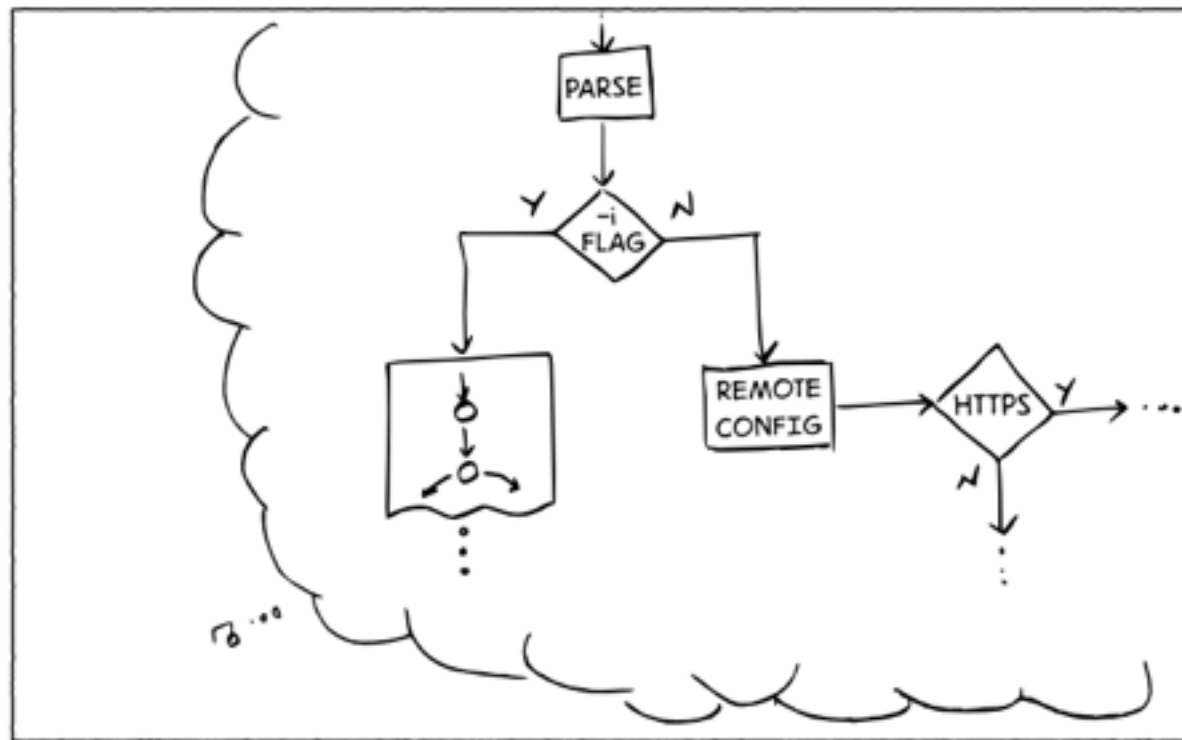 PARSE
Y
-i
FLAG
N
REMOTE
CONFIG
HTTPS
Y
N